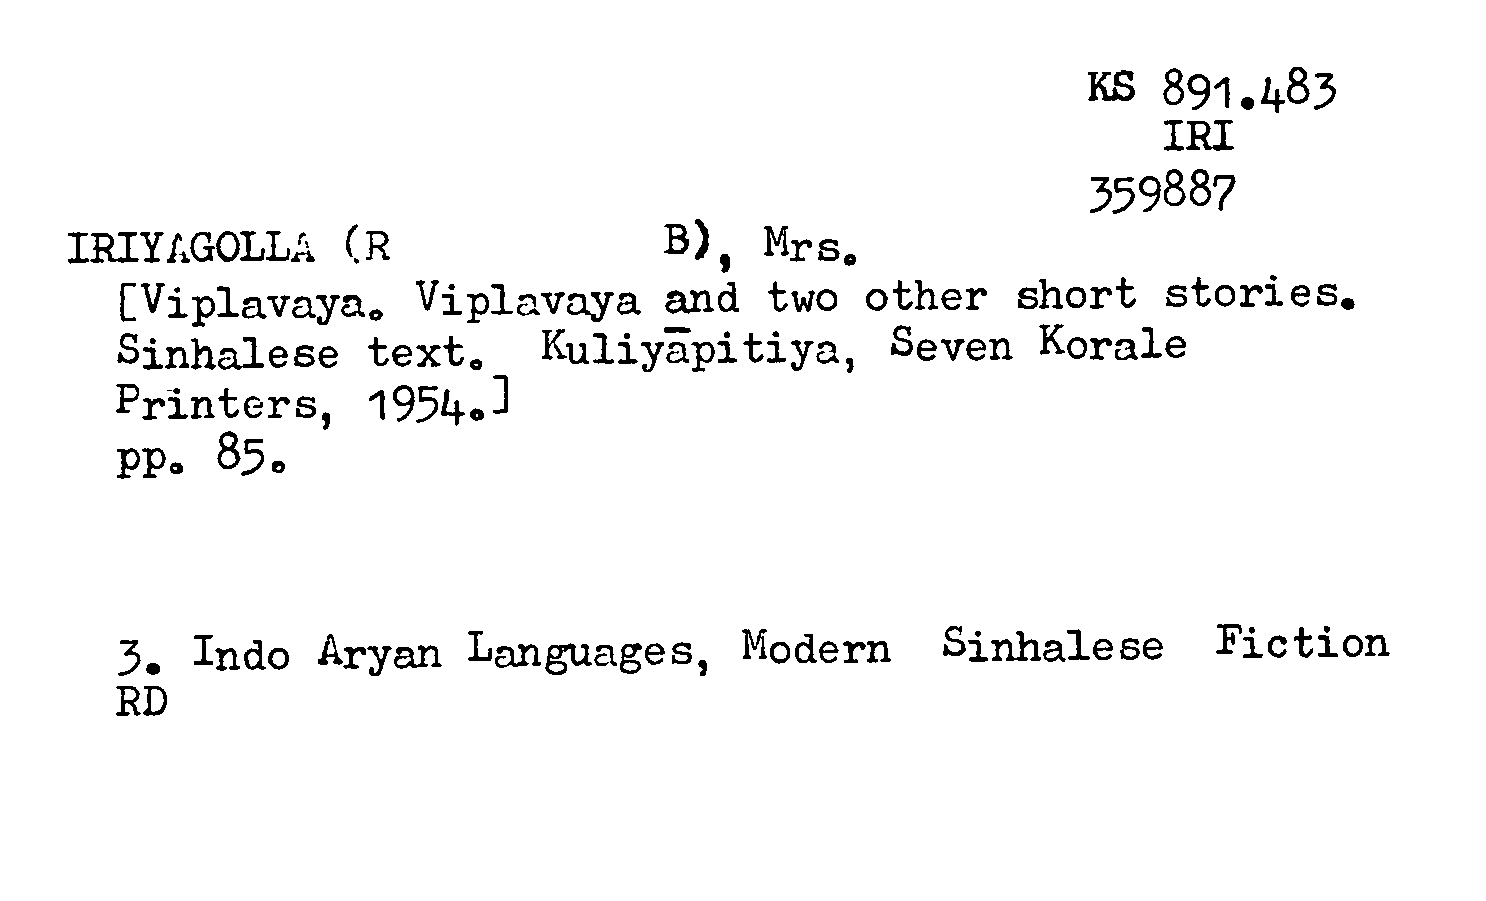 KS 891.483
IRI
359887
IRIYAGOLLA (R B), Mrs.
[Viplavaya. Viplavaya and two other short stories.
Sinhalese text. Kuliyāpitiya, Seven Korale
Printers, 1954.]
pp. 85.
3. Indo Aryan Languages, Modern Sinhalese Fiction
RD